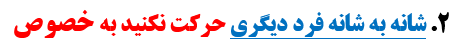 ۲. شانه به شانه فرد دیگری حرکت نکنید به خصوص